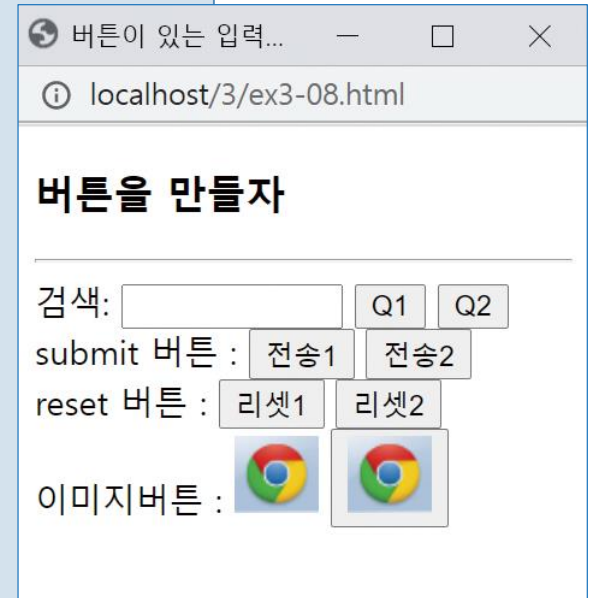 버튼이 있는 입력...
localhost/3/ex3-08.html
버튼을 만들자
검색: Q1 Q2
submit 버튼 : 전송1 전송2
reset 버튼 : 리셋1 리셋2
이미지버튼 :